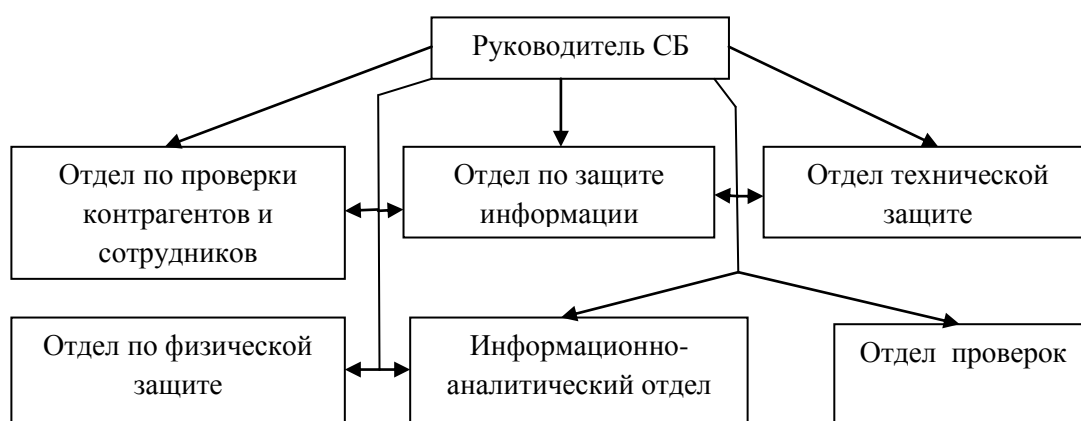 Руководитель СБ
Отдел по проверки
контрагентов и
сотрудников
Отдел по защите
информации
Отдел технической
защите
Отдел по физической
защите
Информационно-
аналитический отдел
Отдел проверок